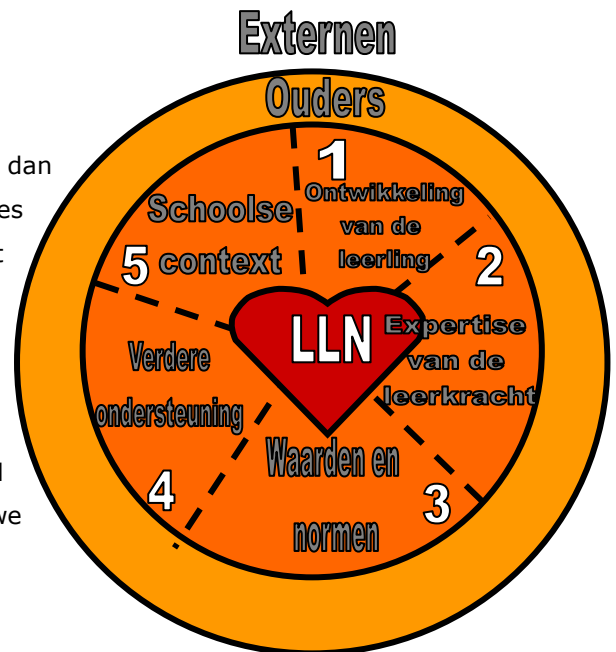 Externen
Ouders
dan
es
t
we
1
Ontwikkeling
van de
leerling
2
Expertise
van de
leerkracht
3
Waarden en
normen
4
Verdere
ondersteuning
5
Schoolse
context
LLN